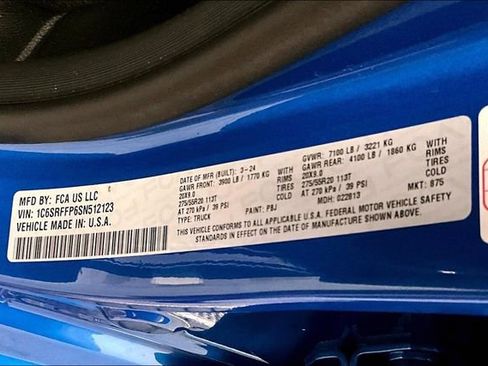 MFD BY: FCA US LLC
VIN: 1C6SRFFP6SN512123
VEHICLE MADE IN: U.S.A.
DATE OF MFR (BUILT): 3-24
GAWR FRONT: 3900 LB / 1770 KG
WITH
20X9.0 RIMS
275/55R20 113T TIRES
AT 270 kPa / 39 PSI COLD
TYPE: TRUCK
PAINT: PBJ
GVWR: 7100 LB / 3221 KG
GAWR REAR: 4100 LB / 1860 KG
WITH
20X9.0 RIMS
275/55R20 113T TIRES
AT 270 kPa / 39 PSI COLD
MDH: 022813
MKT: 875
THIS VEHICLE CONFORMS TO ALL APPLICABLE U.S.A. FEDERAL MOTOR VEHICLE SAFETY STANDARDS IN EFFECT ON THE DATE OF MANUFACTURE SHOWN ABOVE.